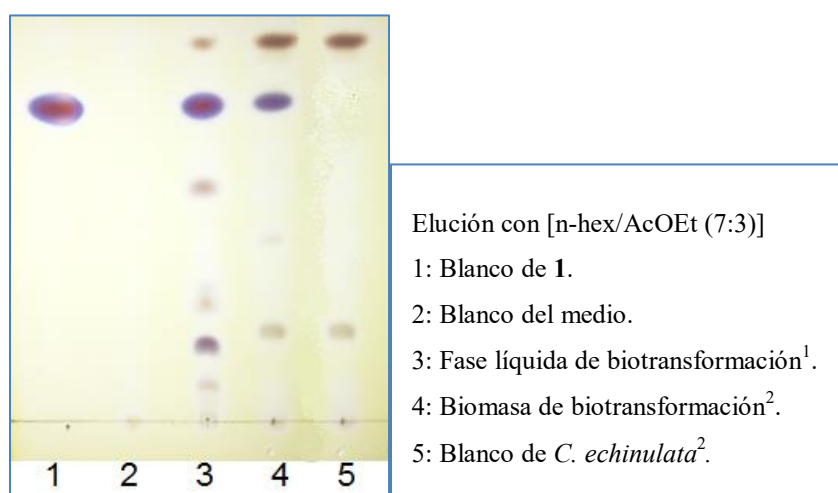 1 2 3 4 5
Elución con [n-hex/AcOEt (7:3)]
1: Blanco de 1.
2: Blanco del medio.
3: Fase líquida de biotransformación¹.
4: Biomasa de biotransformación².
5: Blanco de C. echinulata².